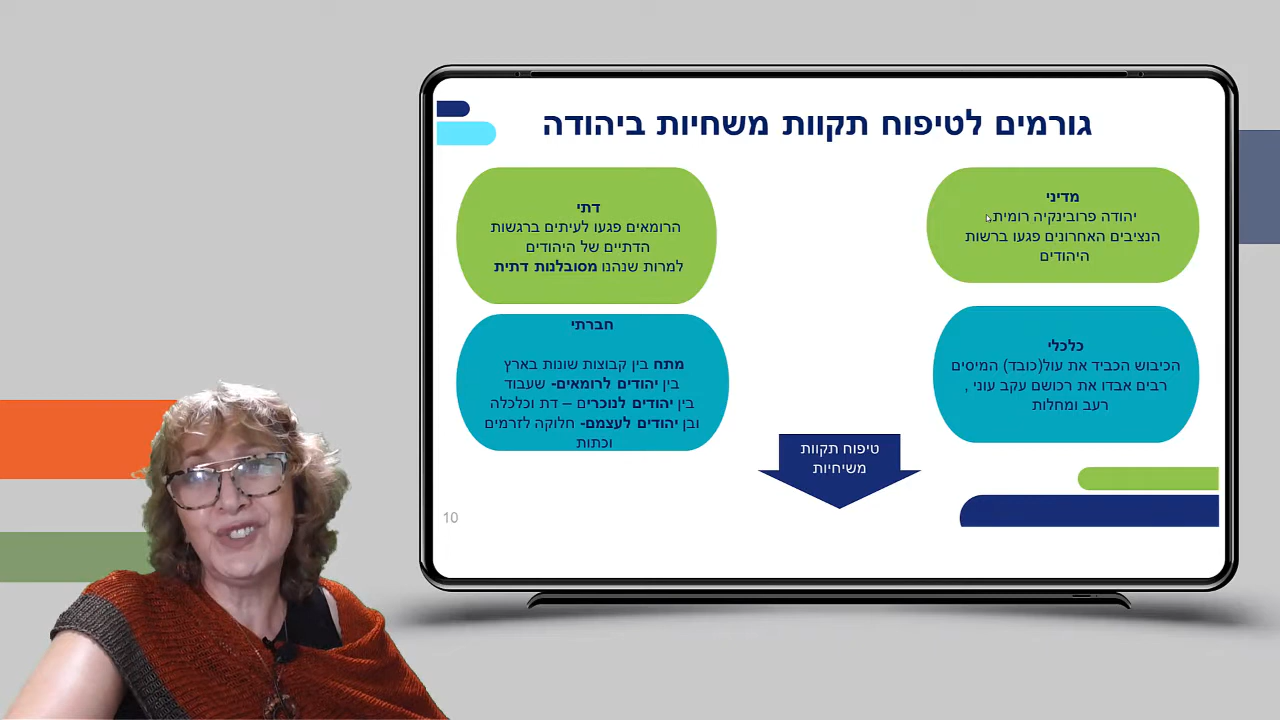 גורמים לטיפוח תקוות משחיות ביהודה
מדיני
יהודה פרובינקיה רומית
הנציבים האחרונים פגעו ברשות
היהודים
דתי
הרומאים פגעו לעיתים ברגשות
הדתיים של היהודים
למרות שנהנו מסובלנות דתית
כלכלי
הכיבוש הכביד את עול(כובד) המיסים
רבים אבדו את רכושם עקב עוני ,
רעב ומחלות
חברתי
מתח בין קבוצות שונות בארץ
בין יהודים לרומאים- שעבוד
בין יהודים לנוכרים – דת וכלכלה
ובן יהודים לעצמם- חלוקה לזרמים
וכתות
טיפוח תקוות
משיחיות
10